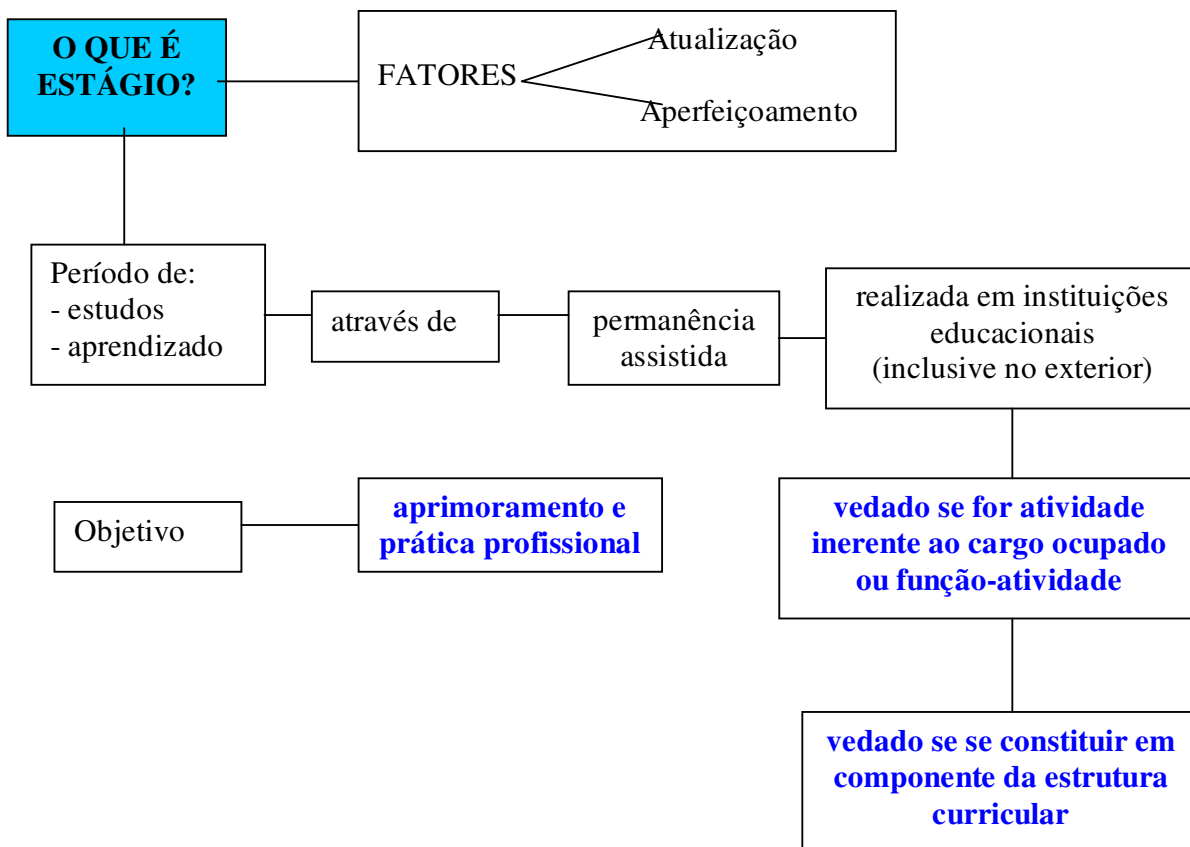 O QUE É
ESTÁGIO?
FATORES
Atualização
Aperfeiçoamento
Período de:
- estudos
- aprendizado
através de
permanência
assistida
realizada em instituições
educacionais
(inclusive no exterior)
Objetivo
aprimoramento e
prática profissional
vedado se for atividade
inerente ao cargo ocupado
ou função-atividade
vedado se se constituir em
componente da estrutura
curricular